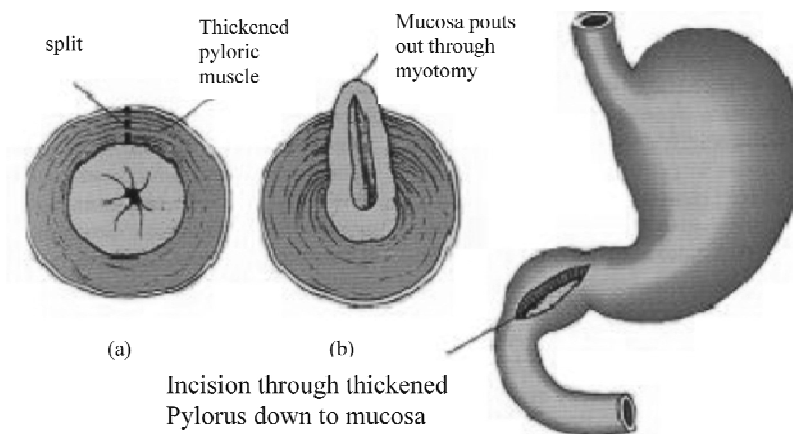 split
Thickened
pyloric
muscle
Mucosa pouts
out through
myotomy
(a)
(b)
Incision through thickened
Pylorus down to mucosa